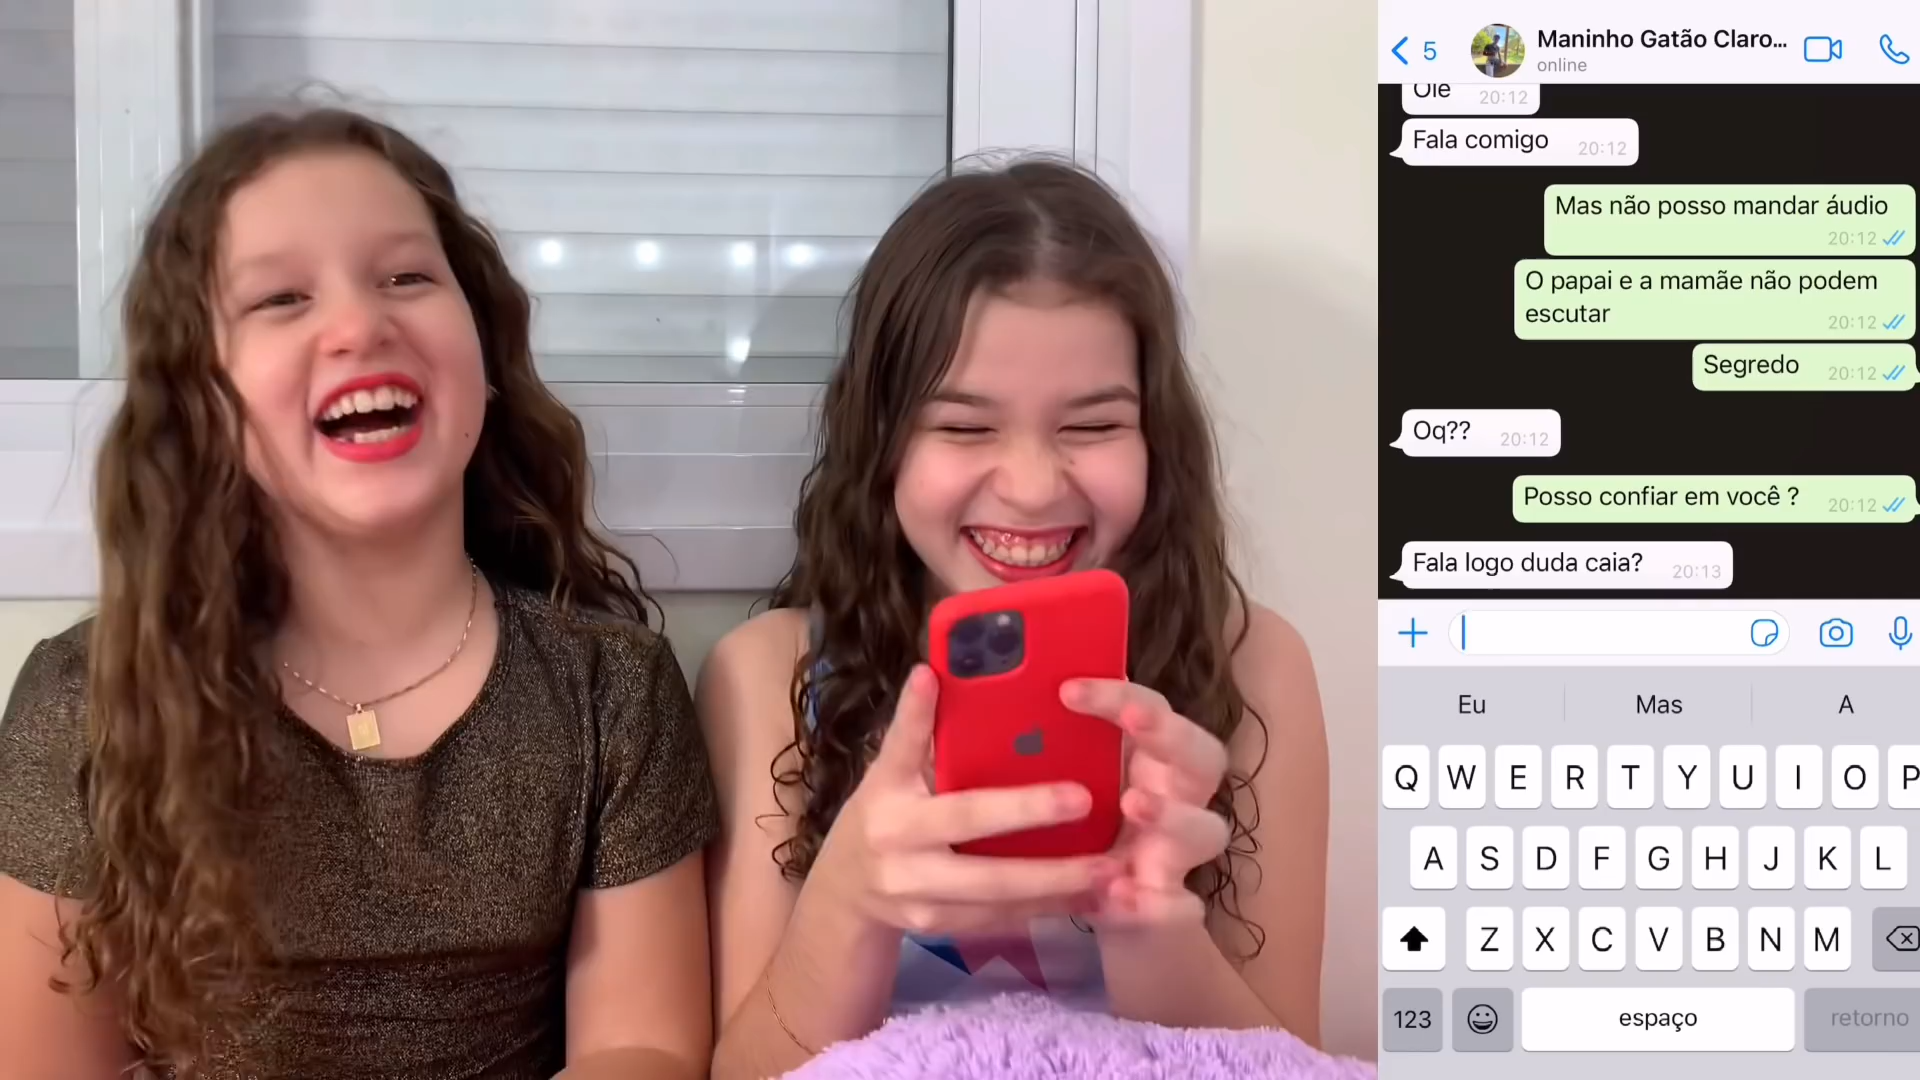 5
Maninho Gatão Claro...
online
Ole
20:12
Fala comigo
20:12
Mas não posso mandar áudio
20:12
O papai e a mamãe não podem
escutar
20:12
Segredo
20:12
Oq??
20:12
Posso confiar em você ?
20:12
Fala logo duda caia?
20:13
Eu Mas A
Q W E R T Y U I O P
A S D F G H J K L
Z X C V B N M
123 espaço retorno